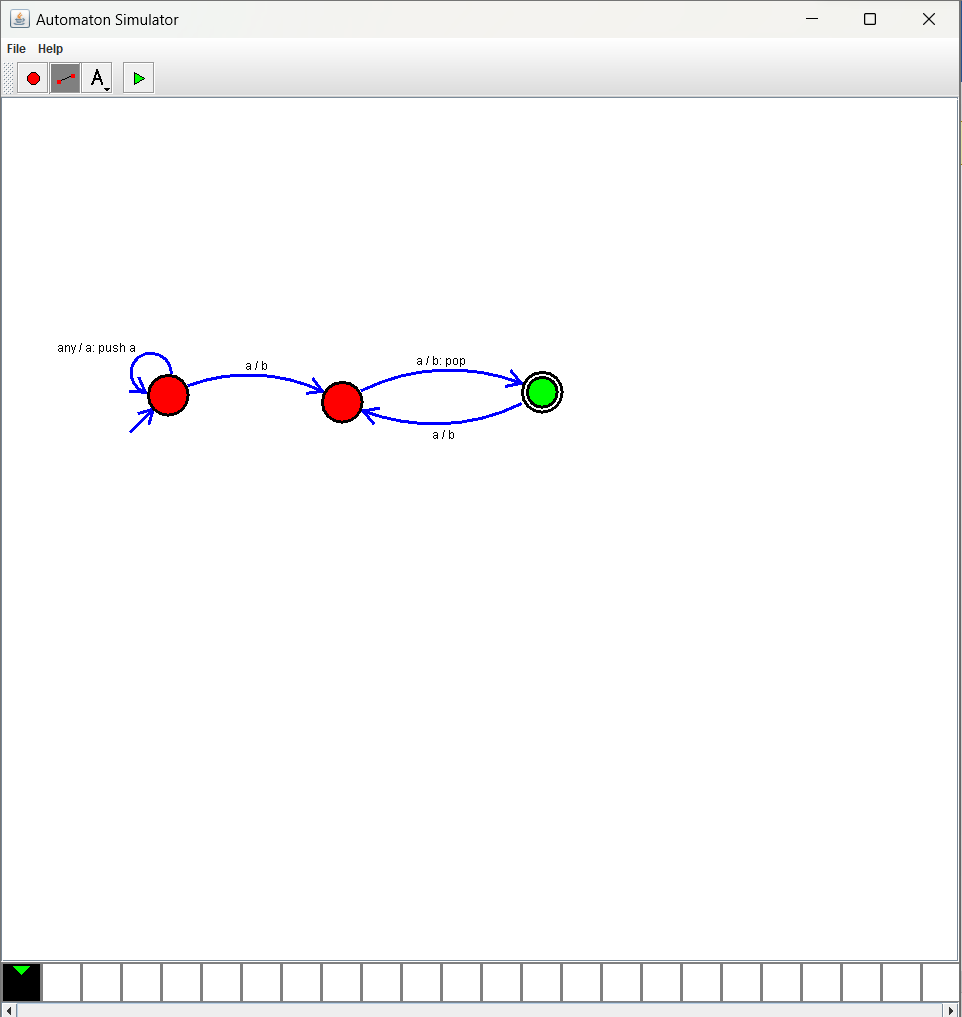 Automaton Simulator
File Help
A
any / a: push a
a / b
a / b: pop
a / b